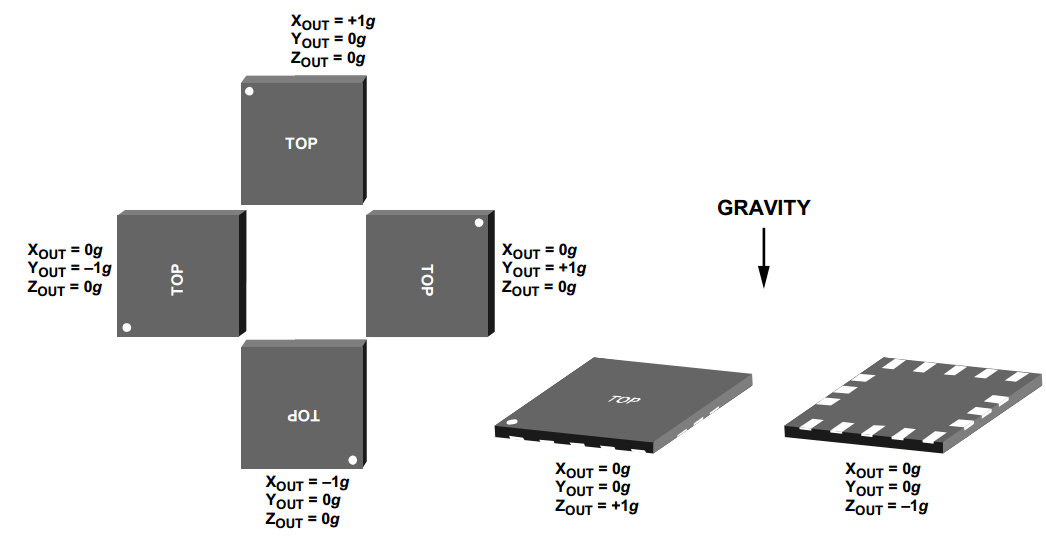 XOUT = +1g
YOUT = 0g
ZOUT = 0g
TOP
GRAVITY
XOUT = 0g
YOUT = –1g
ZOUT = 0g
TOP
TOP
XOUT = 0g
YOUT = +1g
ZOUT = 0g
TOP
XOUT = –1g
YOUT = 0g
ZOUT = 0g
TOP
XOUT = 0g
YOUT = 0g
ZOUT = +1g
XOUT = 0g
YOUT = 0g
ZOUT = –1g